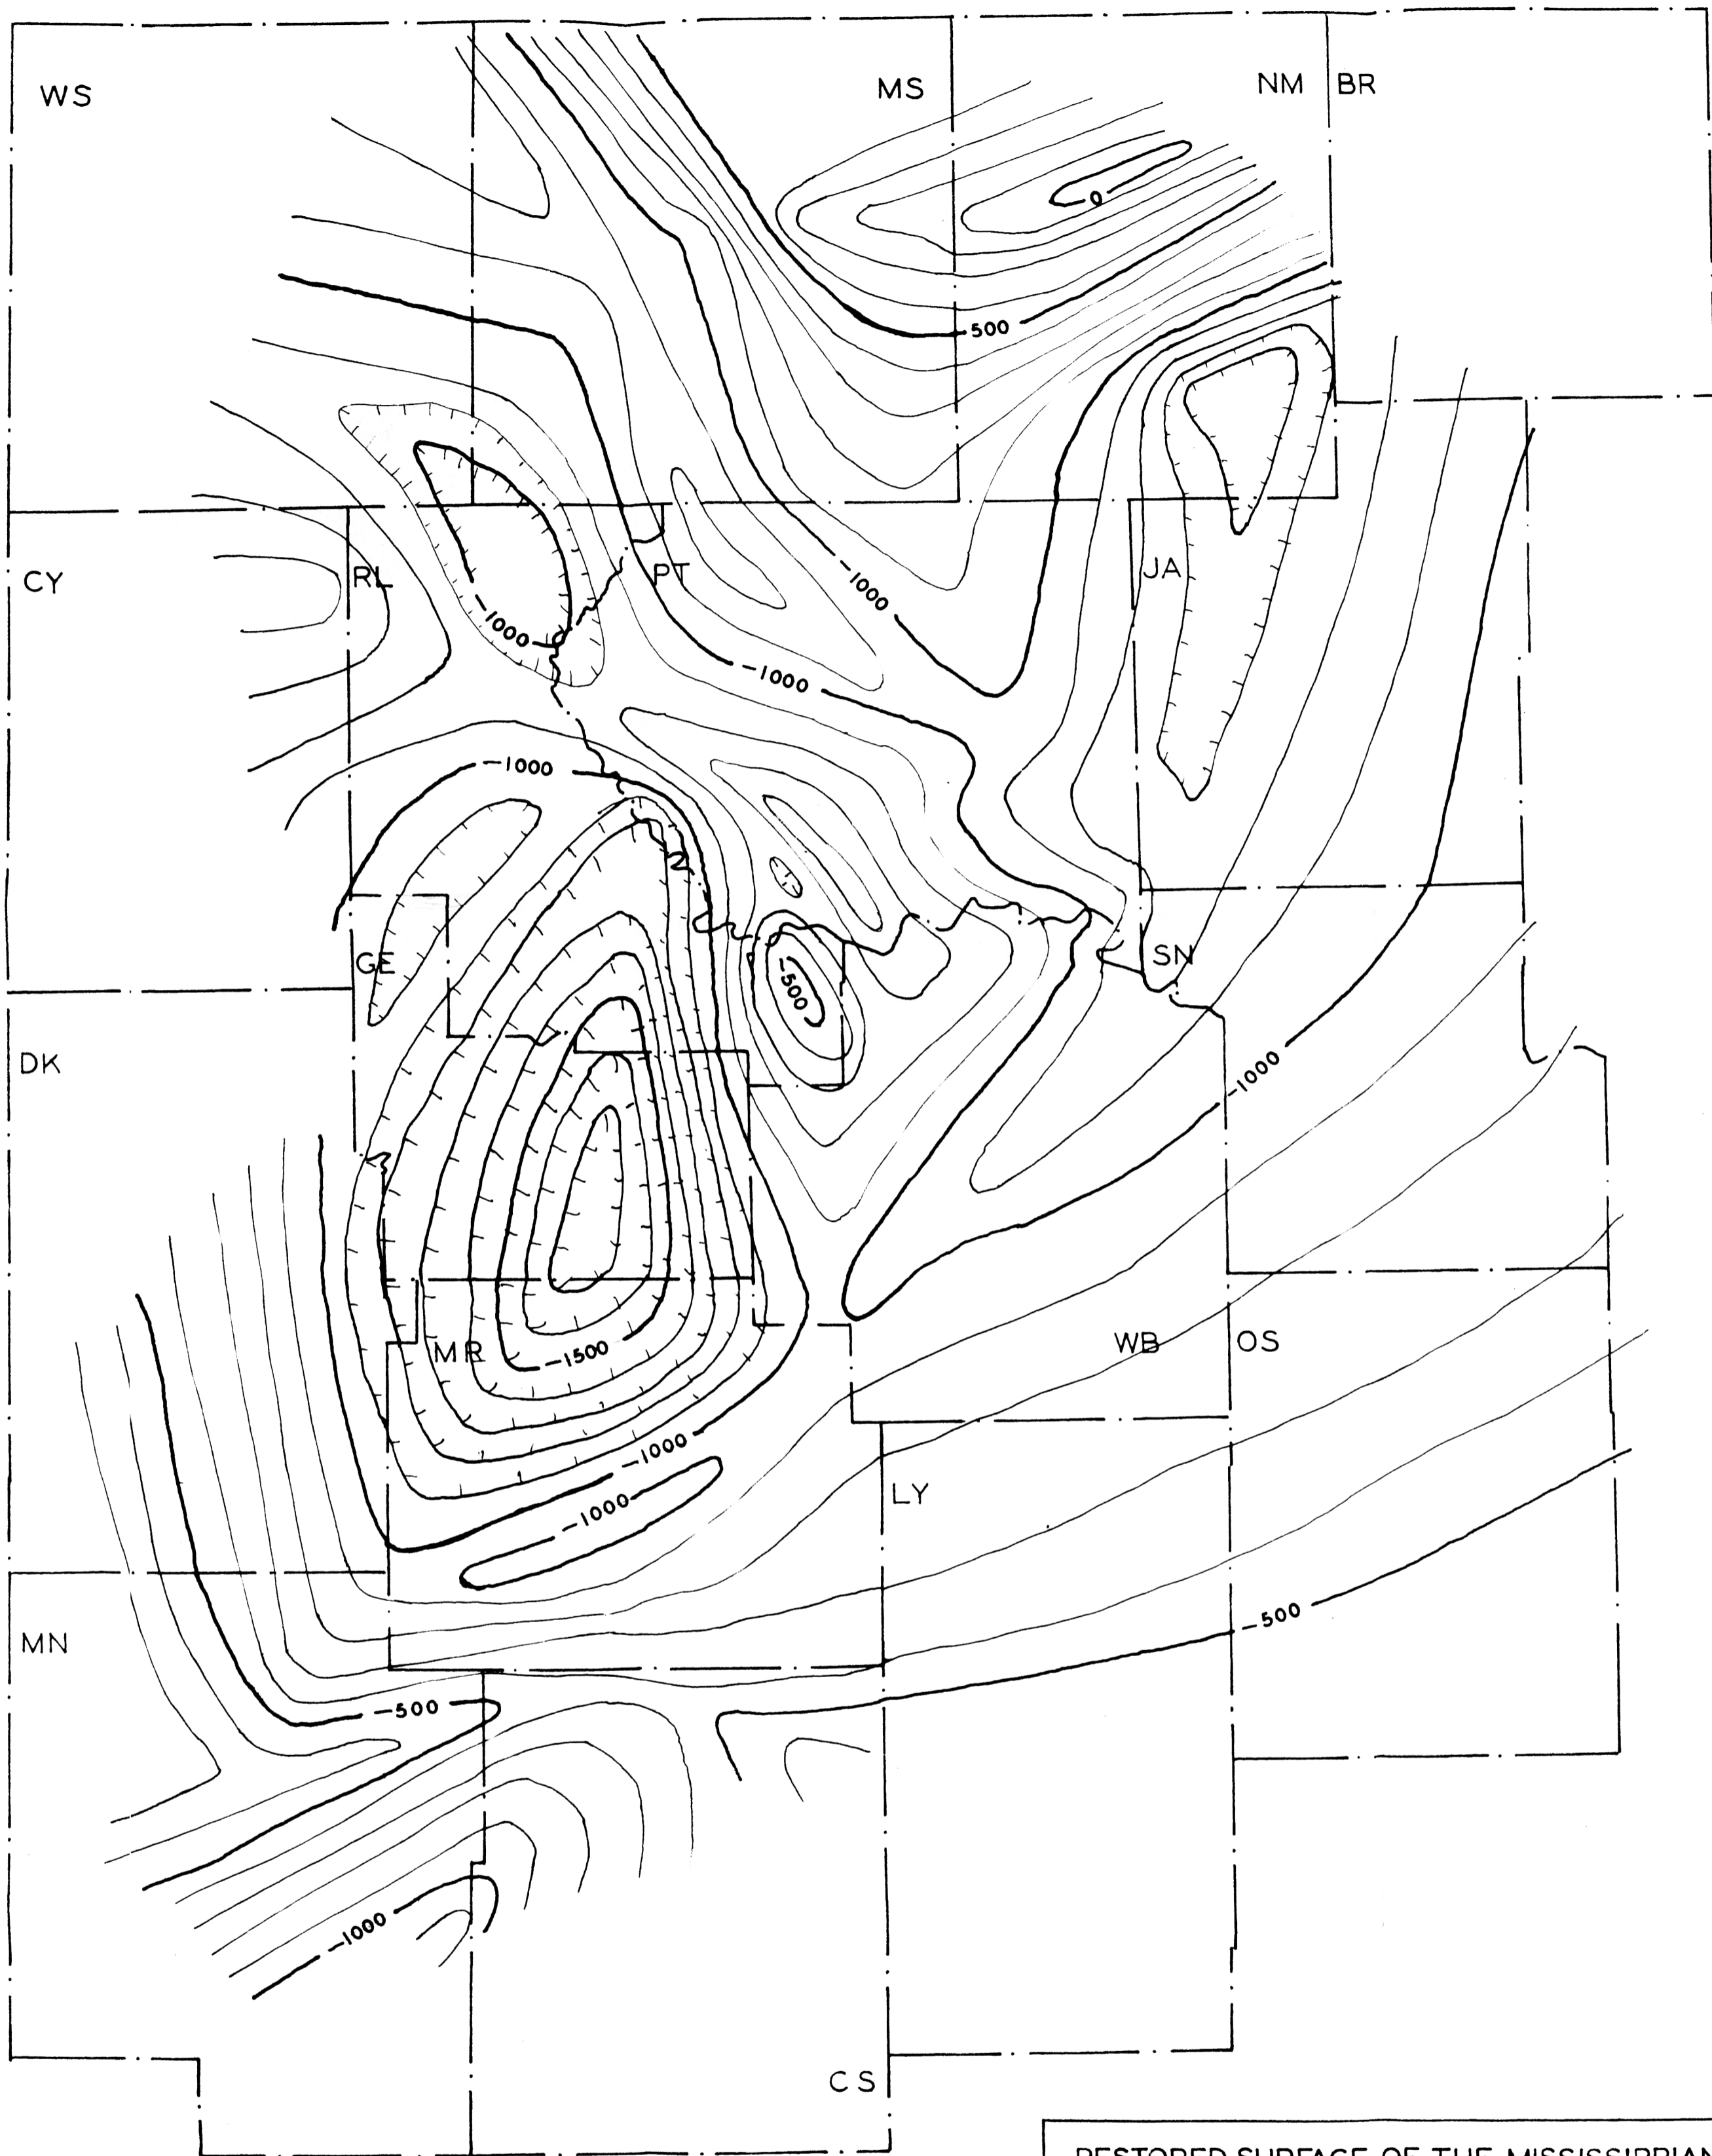 WS
MS
NM
BR
0
500
CY
RL
PT
-1000
JA
-1000
-1000
-1000
GE
-500
SN
DK
-1000
MR
-1500
WB
OS
-1000
LY
-1000
-500
MN
-500
-1000
CS
RESTORED SURFACE OF THE MISSISSIPPIAN